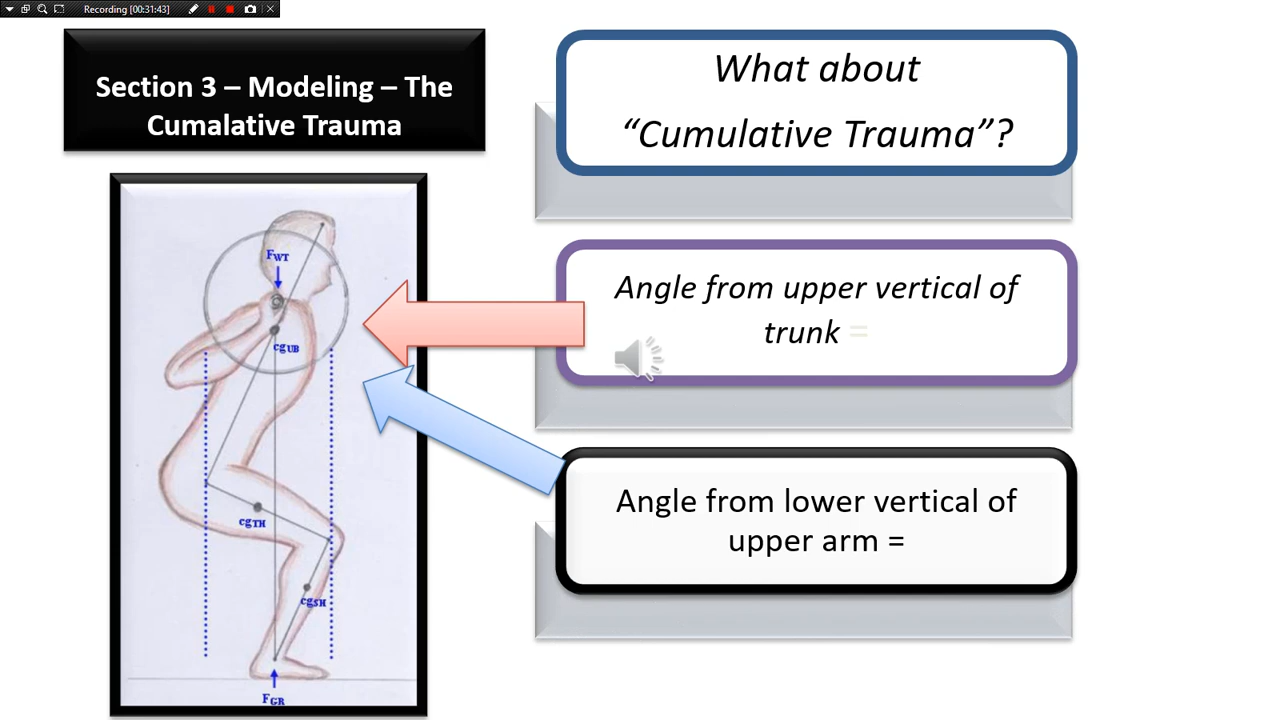 Recording [00:31:43]
Section 3 – Modeling – The
Cumalative Trauma
What about
“Cumulative Trauma”?
Angle from upper vertical of
trunk =
Angle from lower vertical of
upper arm =
FWT
cgUB
cgTH
cgSH
FGR